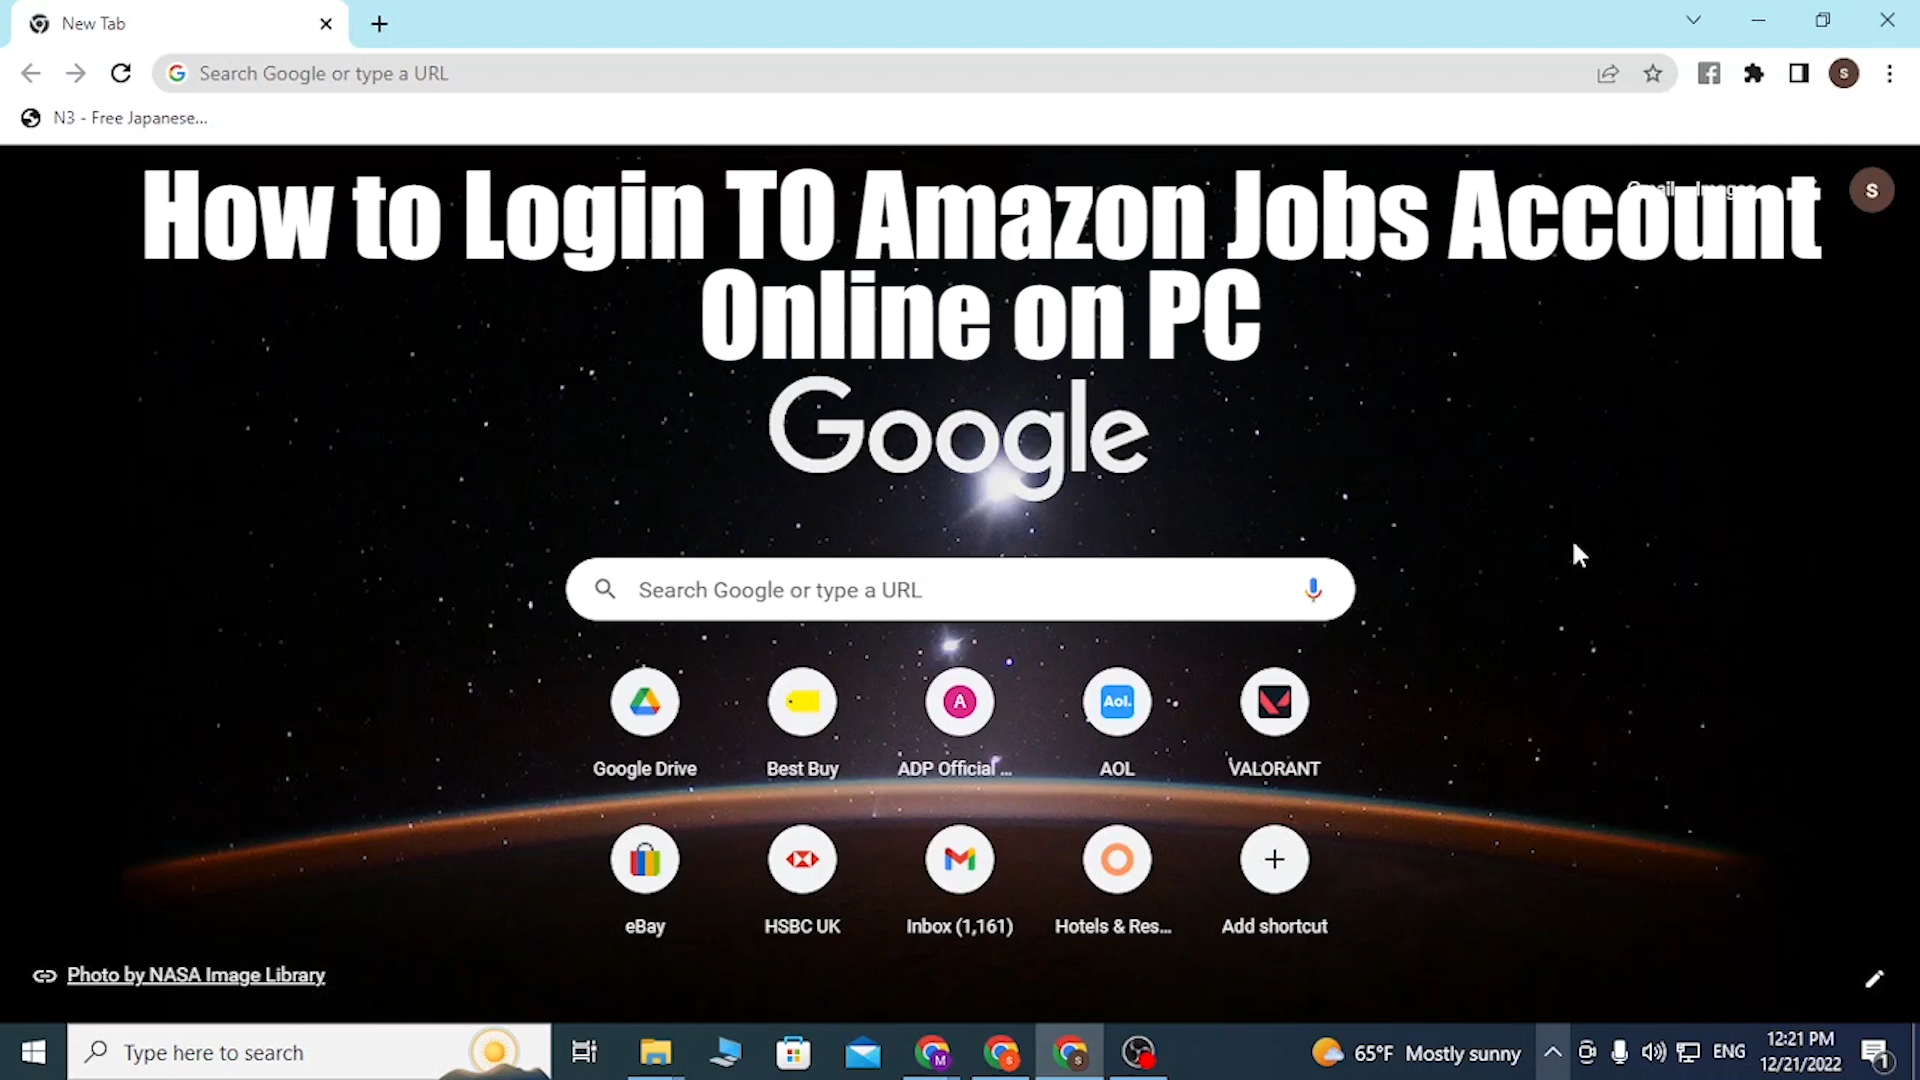 New Tab
Search Google or type a URL
S
N3 - Free Japanese...
How to Login TO Amazon Jobs Account
Online on PC
S
Google
Search Google or type a URL
A
Aol.
Google Drive
Best Buy
ADP Official ...
AOL
VALORANT
eBay
HSBC UK
Inbox (1,161)
Hotels & Res...
Add shortcut
Photo by NASA Image Library
Type here to search
M
S
S
65°F Mostly sunny
ENG
12:21 PM
12/21/2022
1